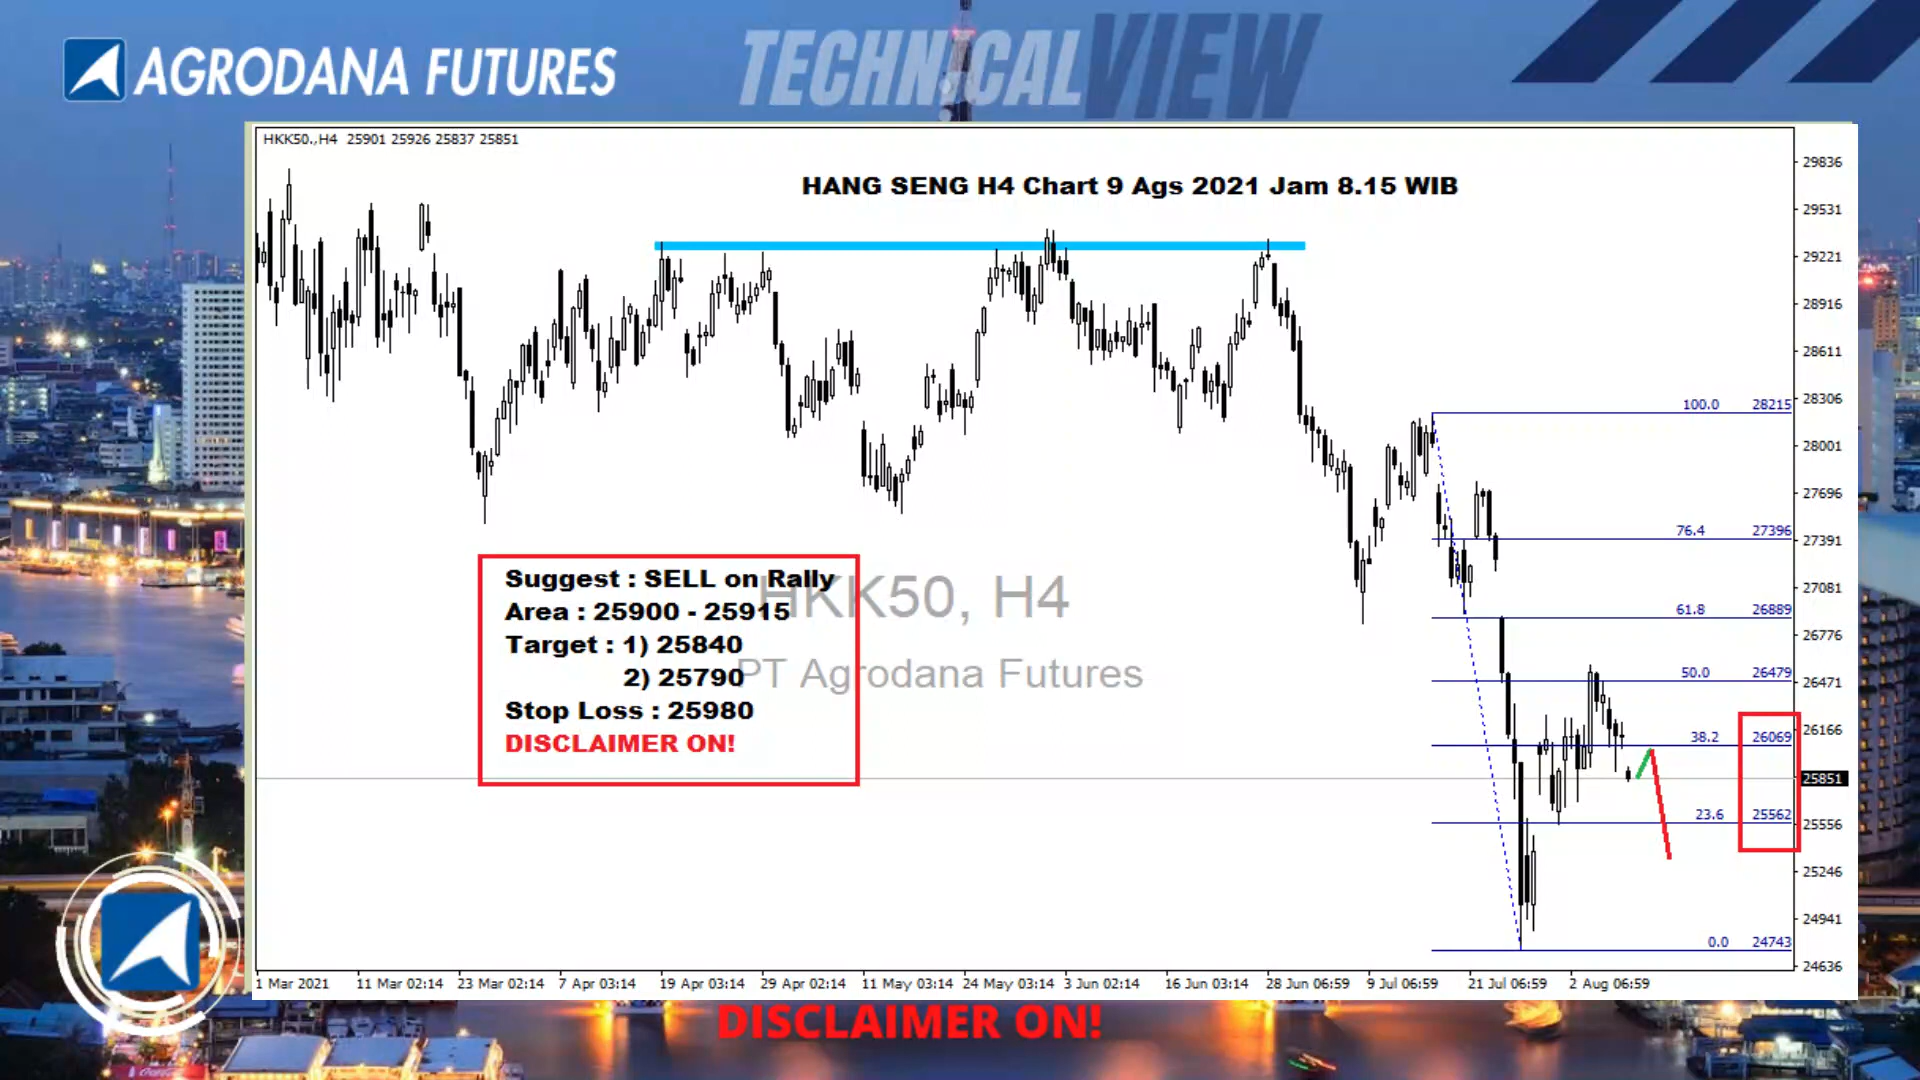 AGRODANA FUTURES
TECHNICAL VIEW
HKK50.,H4 25901 25926 25837 25851
HANG SENG H4 Chart 9 Ags 2021 Jam 8.15 WIB
29836
29531
29221
28916
28611
28306
28001
27696
27391
27081
26776
26471
26166
25851
25556
25246
24941
24636
100.0 28215
76.4 27396
61.8 26889
50.0 26479
38.2 26069
23.6 25562
0.0 24743
HKK50, H4
PT Agrodana Futures
Suggest : SELL on Rally
Area : 25900 - 25915
Target : 1) 25840
2) 25790
Stop Loss : 25980
DISCLAIMER ON!
1 Mar 2021 11 Mar 02:14 23 Mar 02:14 7 Apr 03:14 19 Apr 03:14 29 Apr 02:14 11 May 03:14 24 May 03:14 3 Jun 02:14 16 Jun 03:14 28 Jun 06:59 9 Jul 06:59 21 Jul 06:59 2 Aug 06:59
DISCLAIMER ON!